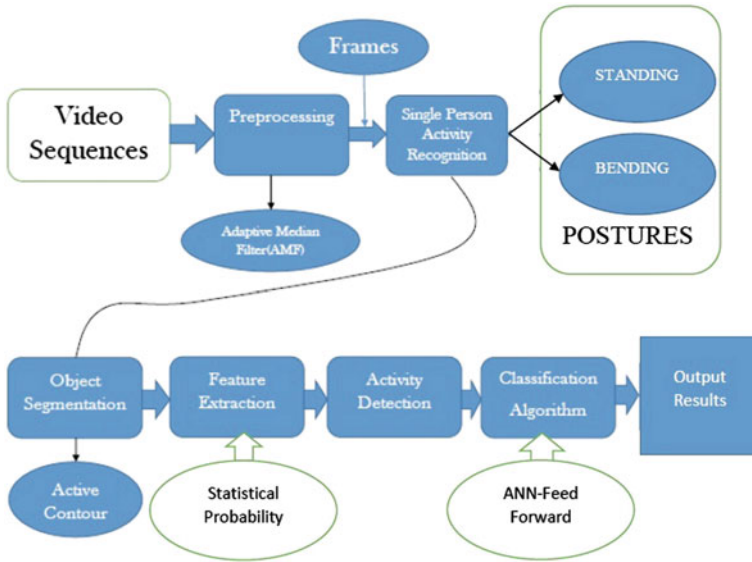 Frames
STANDING
Video
Sequences
Preprocessing
Single Person
Activity
Recognition
BENDING
Adaptive Median
Filter(AMF)
POSTURES
Object
Segmentation
Feature
Extraction
Activity
Detection
Classification
Algorithm
Output
Results
Active
Contour
Statistical
Probability
ANN-Feed
Forward